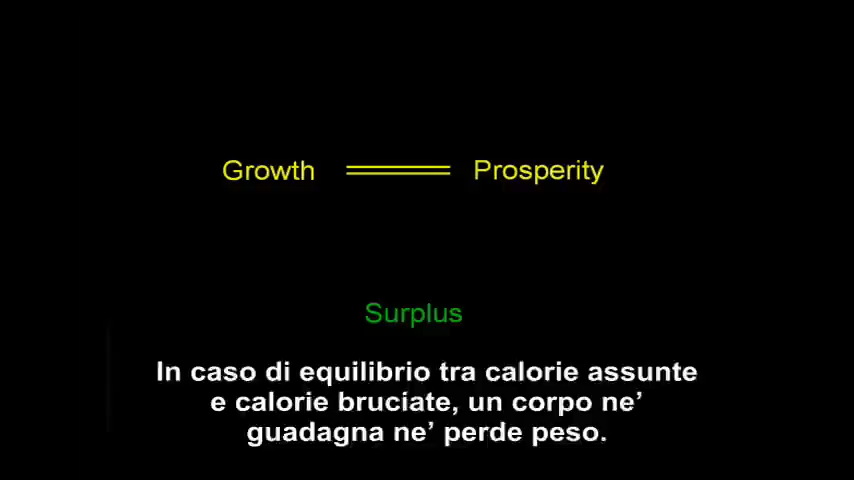 Growth ══ Prosperity
Surplus
In caso di equilibrio tra calorie assunte
e calorie bruciate, un corpo ne’
guadagna ne’ perde peso.